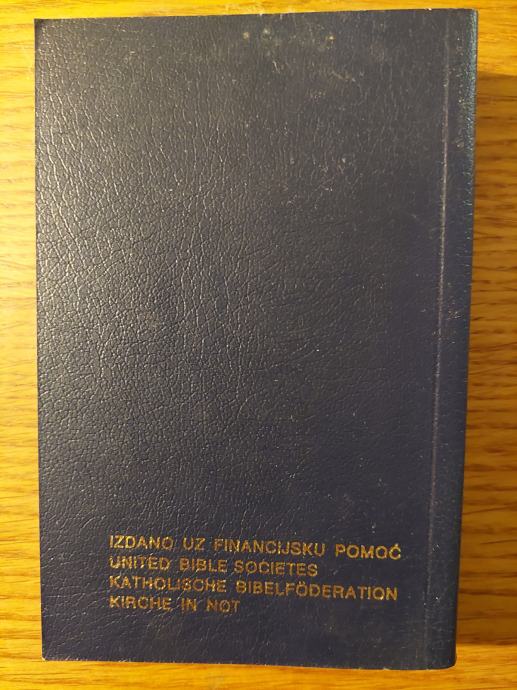 IZDANO UZ FINANCIJSKU POMOĆ
UNITED BIBLE SOCIETES
KATHOLISCHE BIBELFÖDERATION
KIRCHE IN NOT